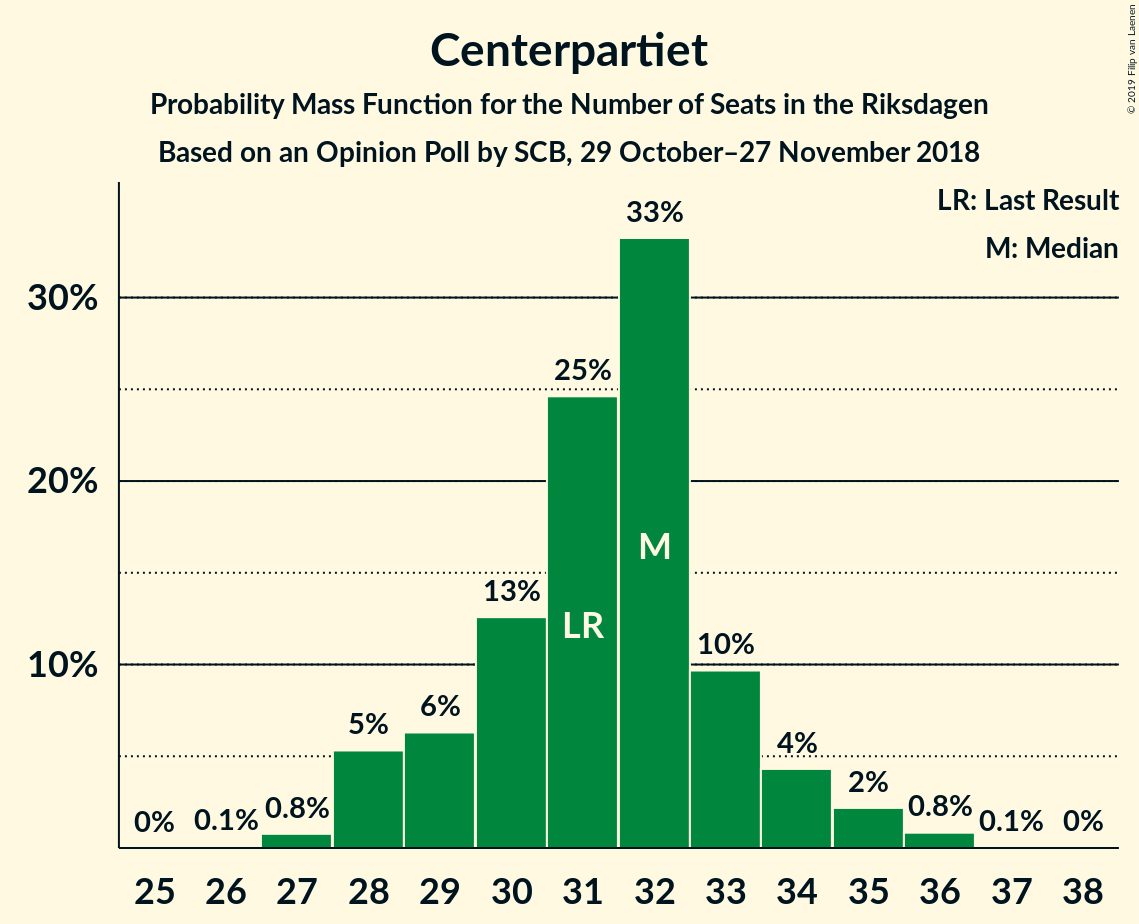 Centerpartiet
Probability Mass Function for the Number of Seats in the Riksdagen
Based on an Opinion Poll by SCB, 29 October–27 November 2018
© 2019 Filip van Laenen
LR: Last Result
M: Median
30%
20%
10%
0%
0.1%
0.8%
5%
6%
13%
25%
33%
10%
4%
2%
0.8%
0.1%
0%
LR
M
25 26 27 28 29 30 31 32 33 34 35 36 37 38